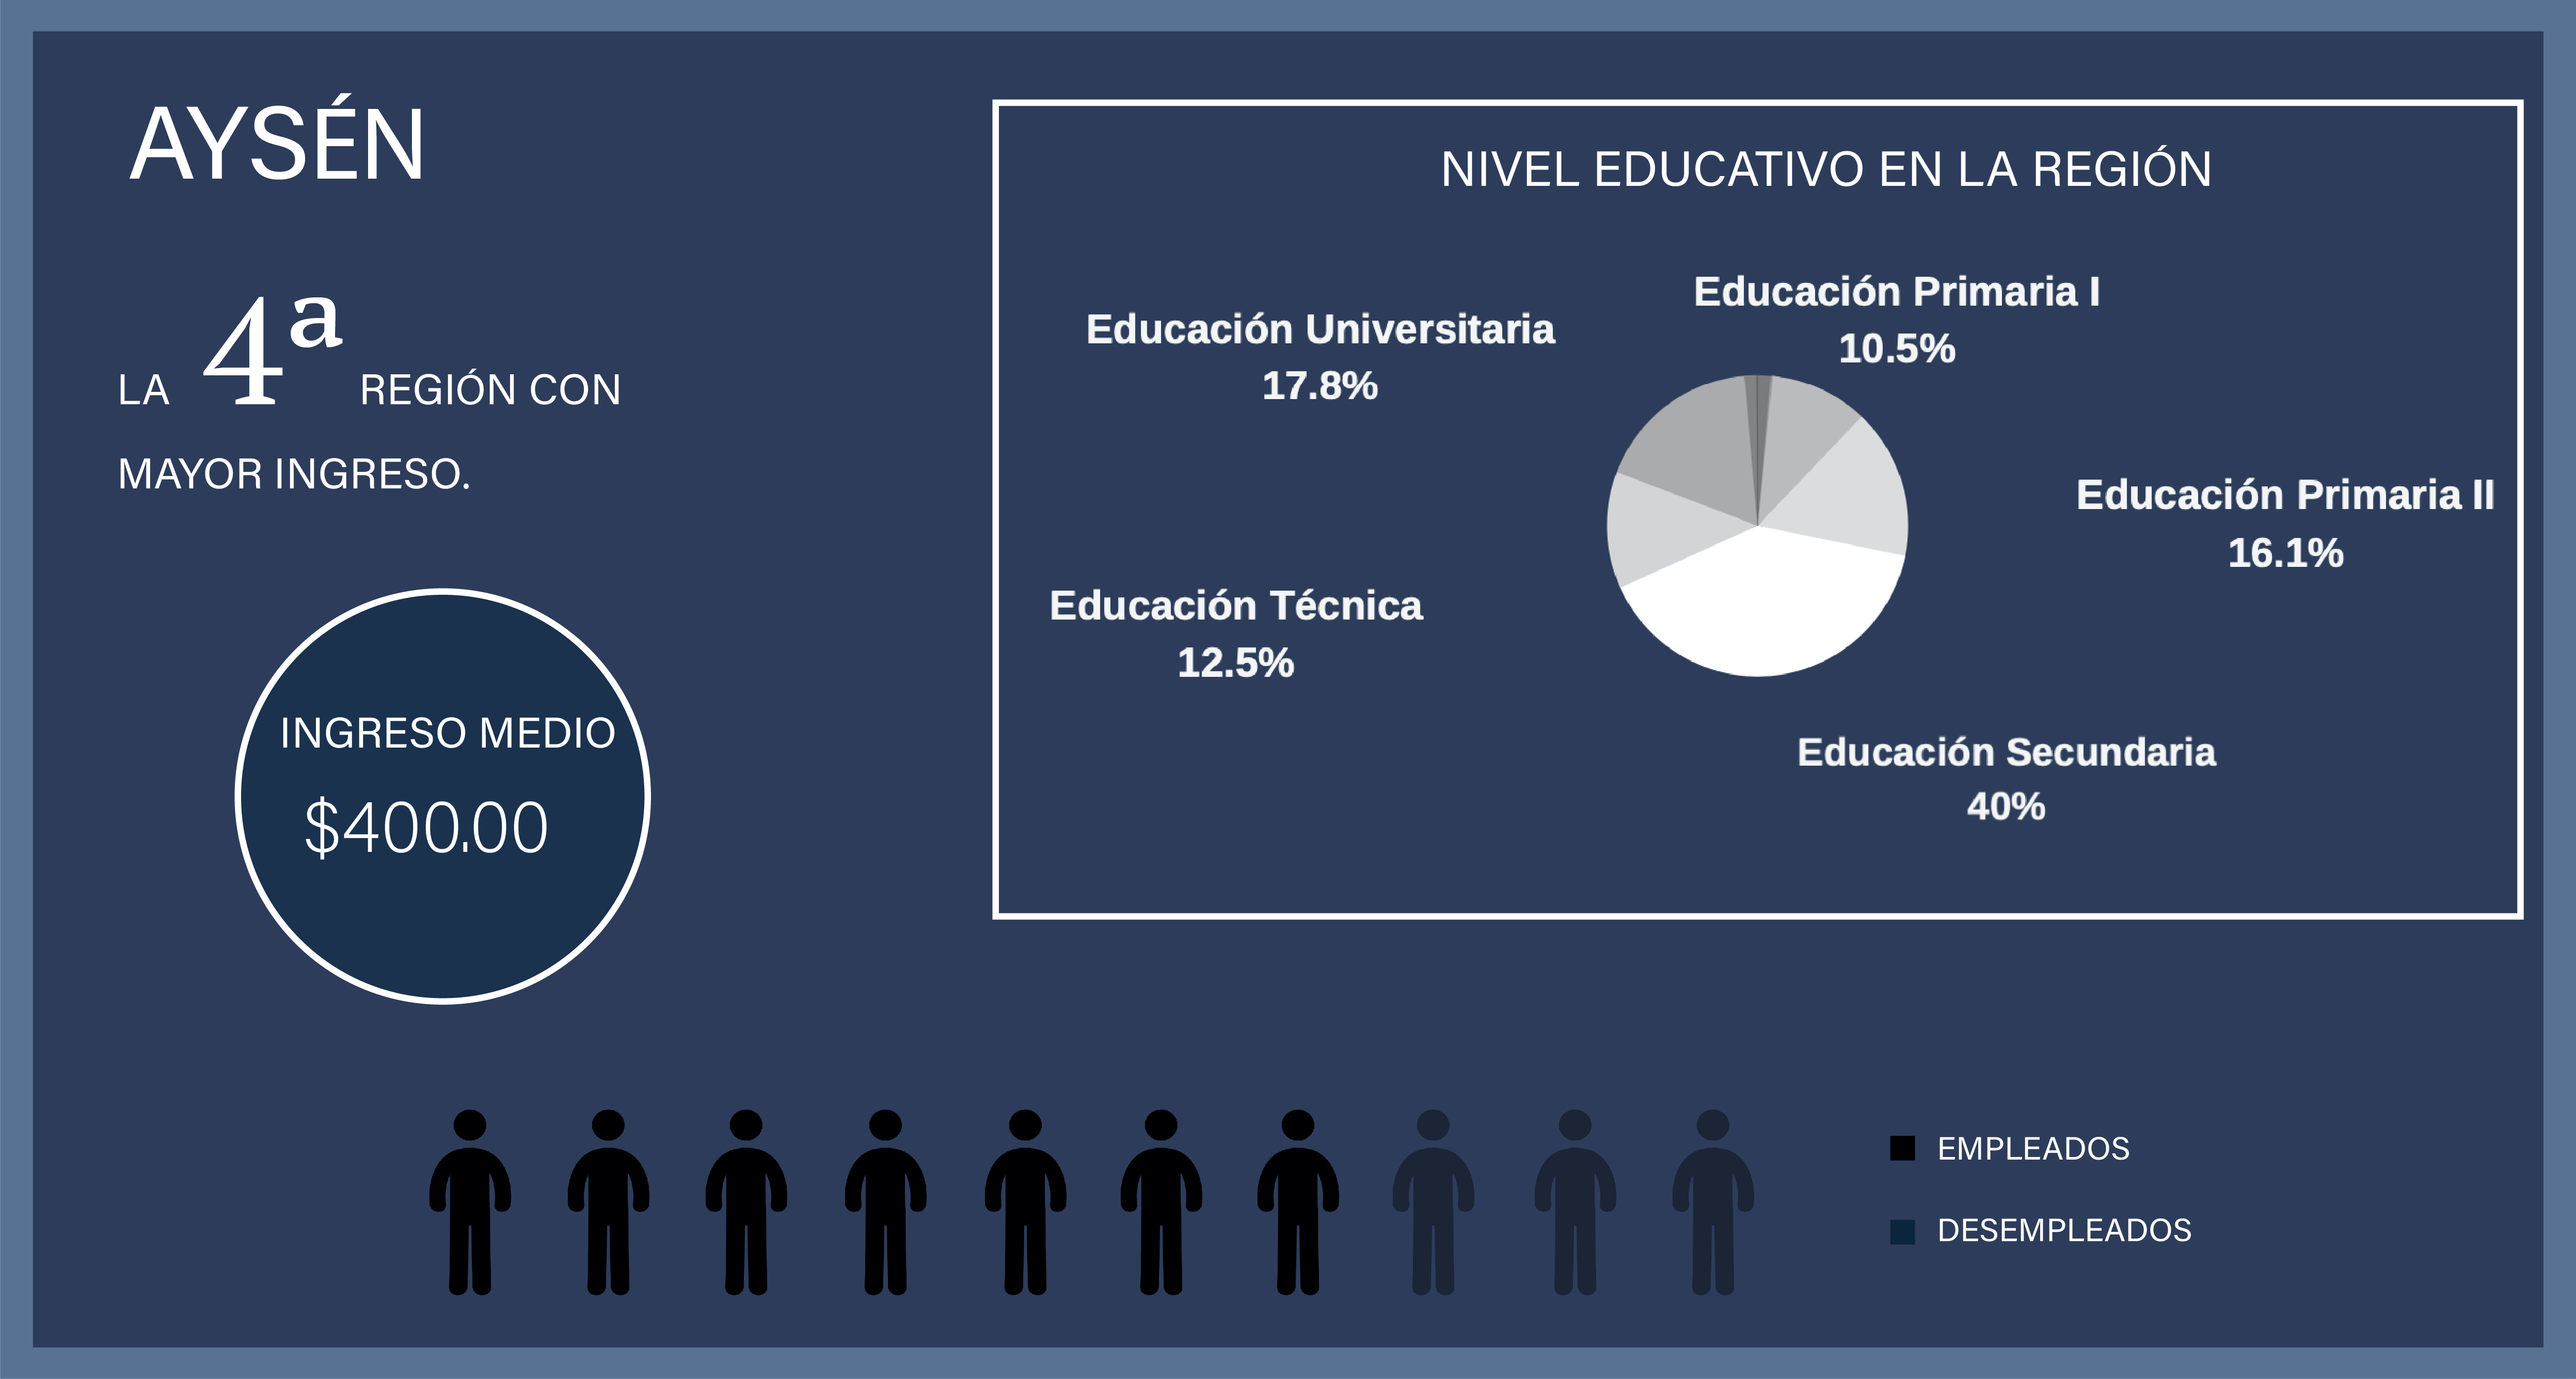 AYSÉN
LA 4ª REGIÓN CON
MAYOR INGRESO.
INGRESO MEDIO
$400.00
NIVEL EDUCATIVO EN LA REGIÓN
Educación Primaria I
10.5%
Educación Universitaria
17.8%
Educación Primaria II
16.1%
Educación Técnica
12.5%
Educación Secundaria
40%
EMPLEADOS
DESEMPLEADOS